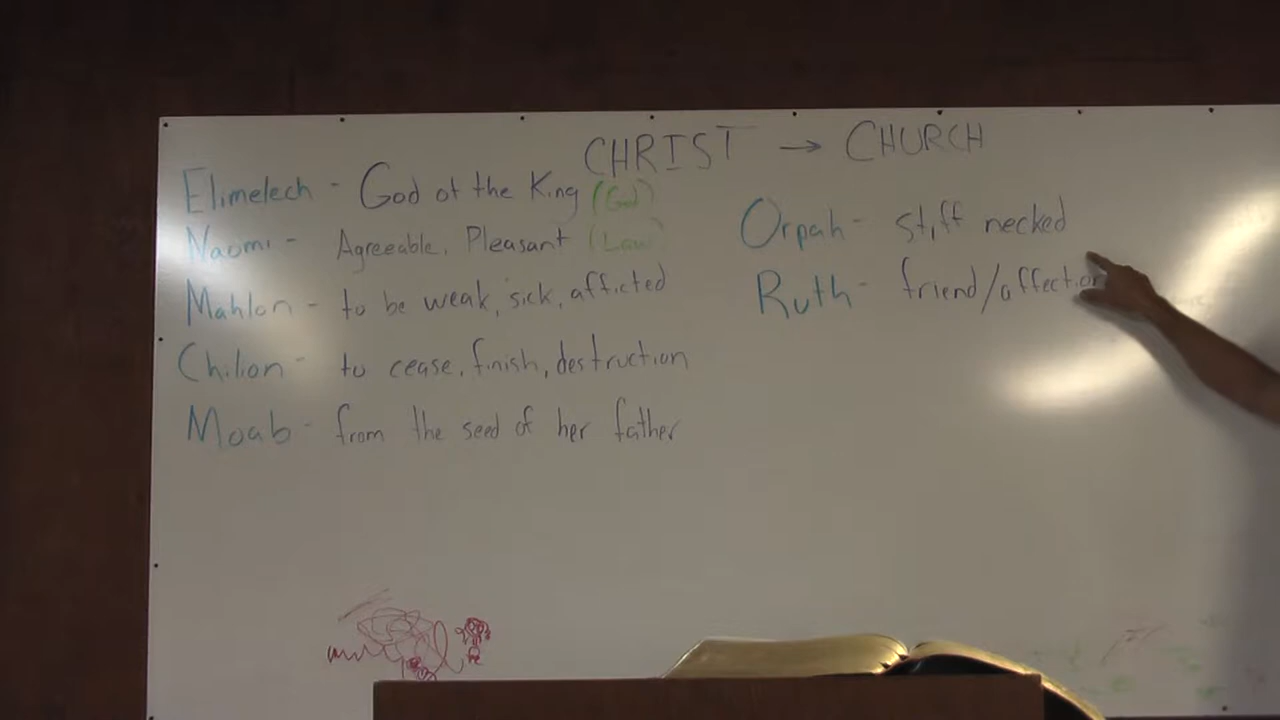 CHRIST → CHURCH
Elimelech - God of the King (God)
Naomi - Agreeable, Pleasant (Law)
Mahlon - to be weak, sick, afflicted
Chilion - to cease, finish, destruction
Moab - from the seed of her father
Orpah - stiff necked
Ruth - friend/affection